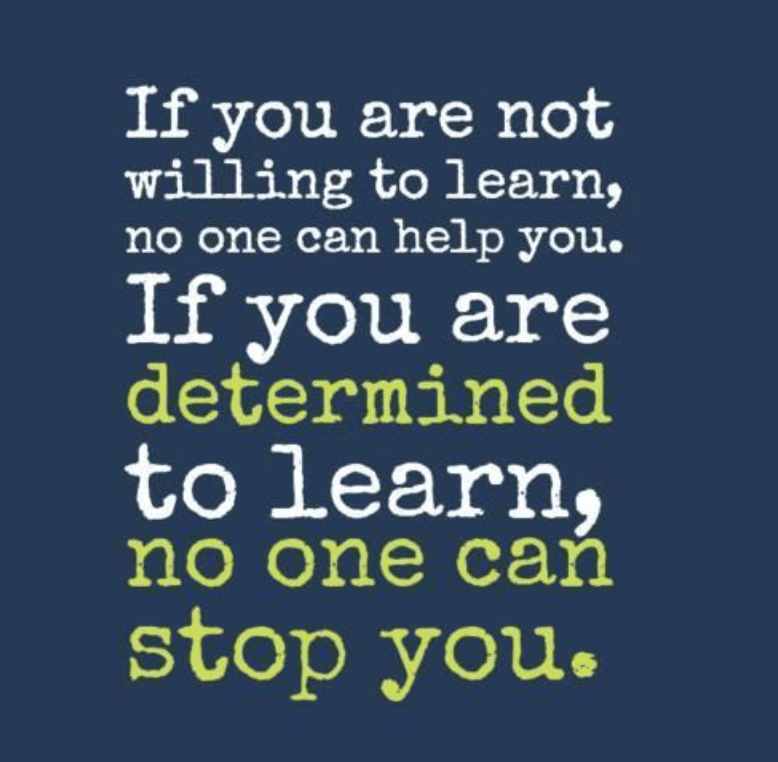 If you are not
willing to learn,
no one can help you.
If you are
determined
to learn,
no one can
stop you.